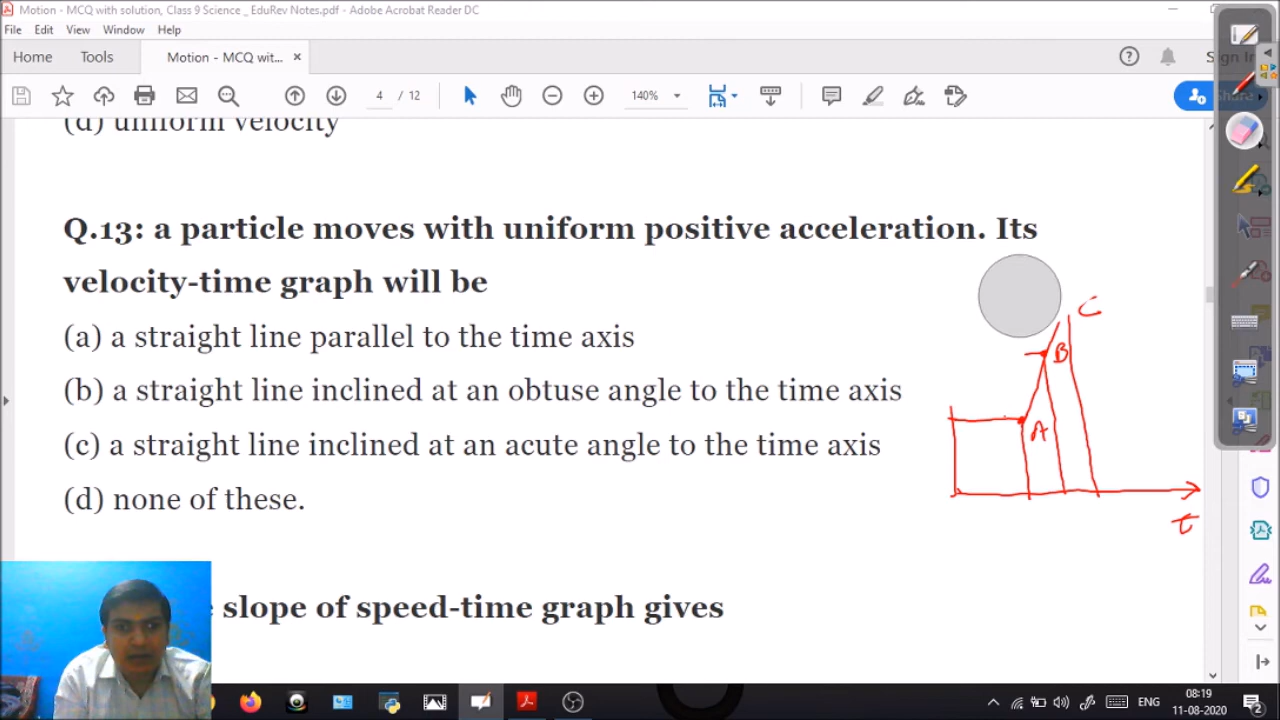 Motion - MCQ with solution, Class 9 Science _ EduRev Notes.pdf - Adobe Acrobat Reader DC
File Edit View Window Help
Home Tools Motion - MCQ wit... × Sign In
4 / 12 140% Share
(d) uniform velocity
Q.13: a particle moves with uniform positive acceleration. Its
velocity-time graph will be
(a) a straight line parallel to the time axis
(b) a straight line inclined at an obtuse angle to the time axis
(c) a straight line inclined at an acute angle to the time axis
(d) none of these.
C
B
A
t
slope of speed-time graph gives
ENG
08:19
11-08-2020
2